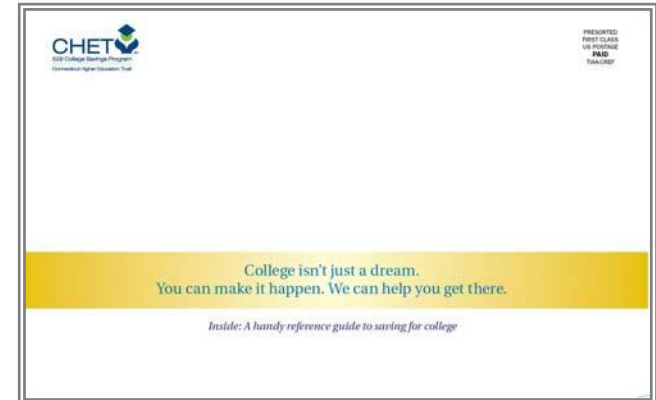 CHET
529 College Savings Program
Connecticut Higher Education Trust
PRESORTED
FIRST CLASS
US POSTAGE
PAID
TIAA-CREF
College isn't just a dream.
You can make it happen. We can help you get there.
Inside: A handy reference guide to saving for college